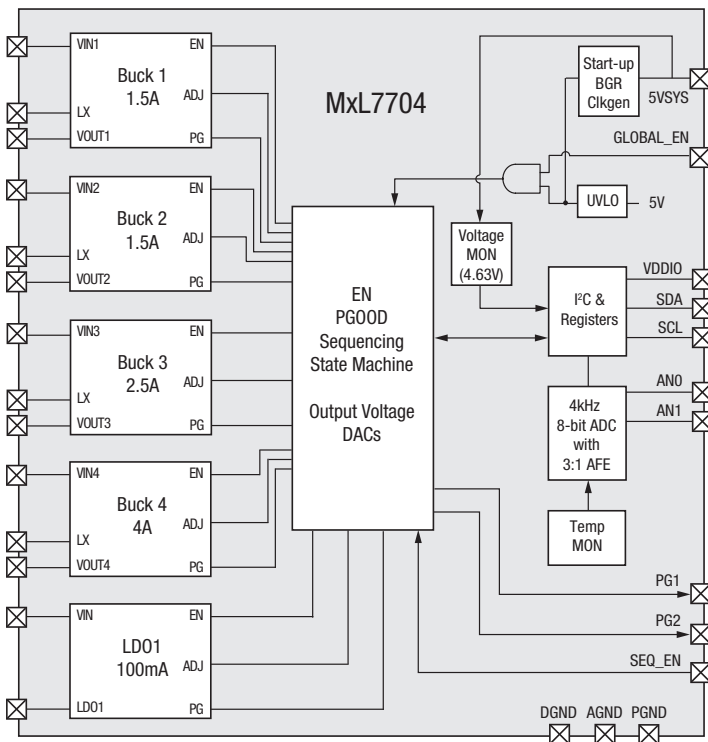 MxL7704
VIN1
EN
Buck 1
1.5A
ADJ
LX
VOUT1
PG
VIN2
EN
Buck 2
1.5A
ADJ
LX
VOUT2
PG
VIN3
EN
Buck 3
2.5A
ADJ
LX
VOUT3
PG
VIN4
EN
Buck 4
4A
ADJ
LX
VOUT4
PG
VIN
EN
LDO1
100mA
ADJ
LDO1
PG
EN
PGOOD
Sequencing
State Machine
Output Voltage
DACs
Start-up
BGR
Clkgen
5VSYS
GLOBAL_EN
UVLO
5V
Voltage
MON
(4.63V)
I²C &
Registers
VDDIO
SDA
SCL
AN0
AN1
4kHz
8-bit ADC
with
3:1 AFE
Temp
MON
PG1
PG2
SEQ_EN
DGND AGND PGND